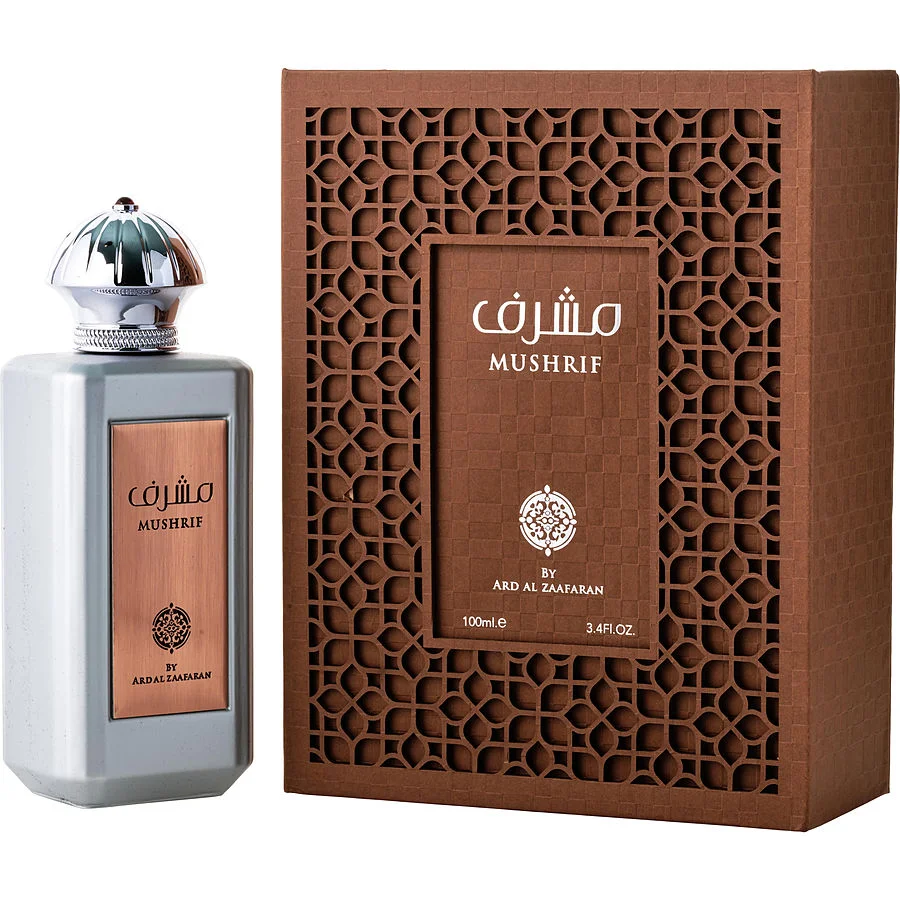 مشرف
MUSHRIF
BY
ARD AL ZAAFARAN
مشرف
MUSHRIF
BY
ARD AL ZAAFARAN
100ml.e 3.4Fl.OZ.